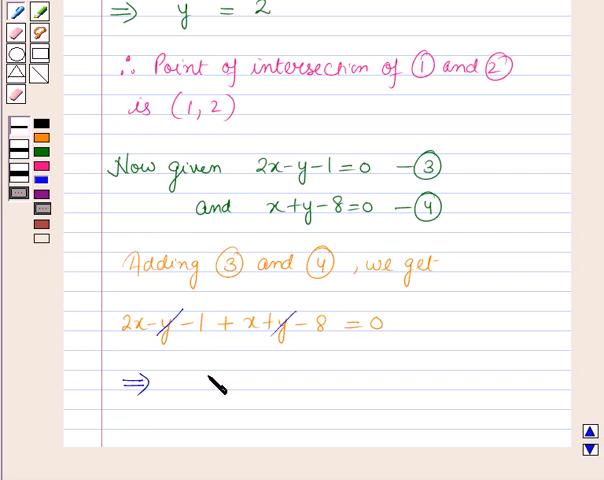 ⇒ y = 2
∴ Point of intersection of ① and ②
is (1, 2)
Now given 2x-y-1=0 -③
and x+y-8=0 -④
Adding ③ and ④, we get
2x-y-1 + x+y-8 = 0
⇒